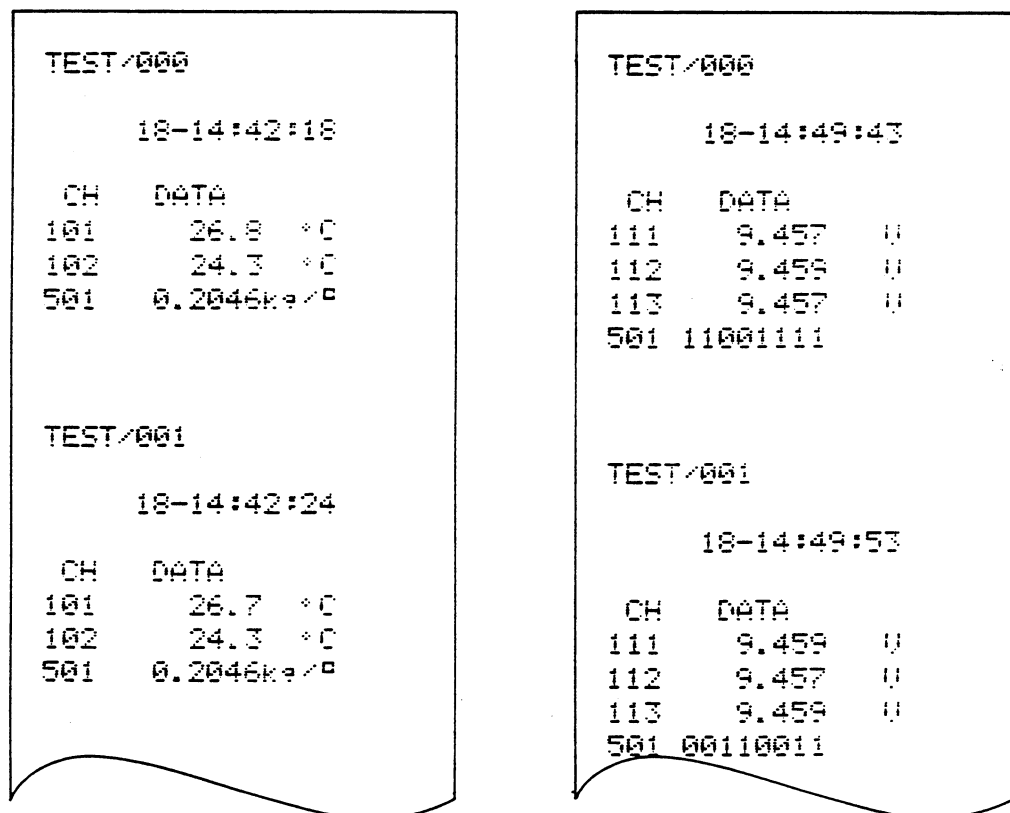 TEST/000
18-14:42:18
CH DATA
101 26.8 °C
102 24.3 °C
501 0.2046kg/□
TEST/001
18-14:42:24
CH DATA
101 26.7 °C
102 24.3 °C
501 0.2046kg/□
TEST/000
18-14:49:43
CH DATA
111 9.457 V
112 9.459 V
113 9.457 V
501 11001111
TEST/001
18-14:49:53
CH DATA
111 9.459 V
112 9.457 V
113 9.459 V
501 00110011